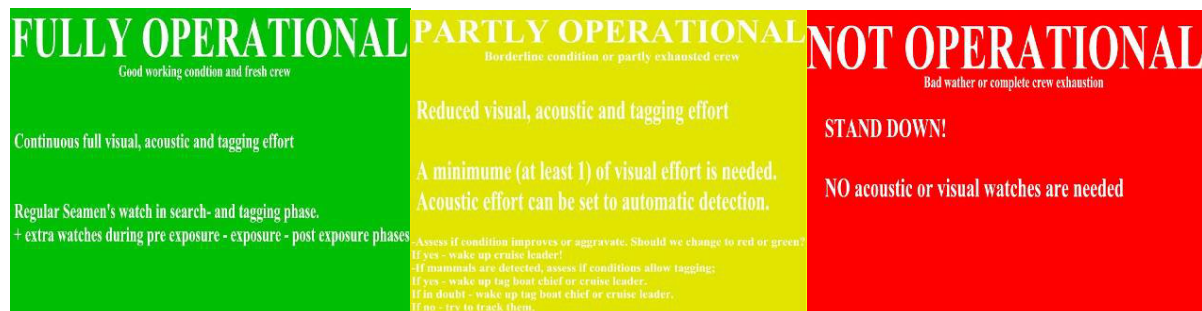 FULLY OPERATIONAL
Good working condtion and fresh crew
Continuous full visual, acoustic and tagging effort
Regular Seamen's watch in search- and tagging phase.
+ extra watches during pre exposure - exposure - post exposure phases
PARTLY OPERATIONAL
Borderline condition or partly exhausted crew
Reduced visual, acoustic and tagging effort
A minimume (at least 1) of visual effort is needed.
Acoustic effort can be set to automatic detection.
-Assess if condition improves or aggravate. Should we change to red or green?
If yes - wake up cruise leader!
-If mammals are detected, assess if conditions allow tagging;
If yes - wake up tag boat chief or cruise leader.
If in doubt - wake up tag boat chief or cruise leader.
If no - try to track them.
NOT OPERATIONAL
Bad wather or complete crew exhaustion
STAND DOWN!
NO acoustic or visual watches are needed